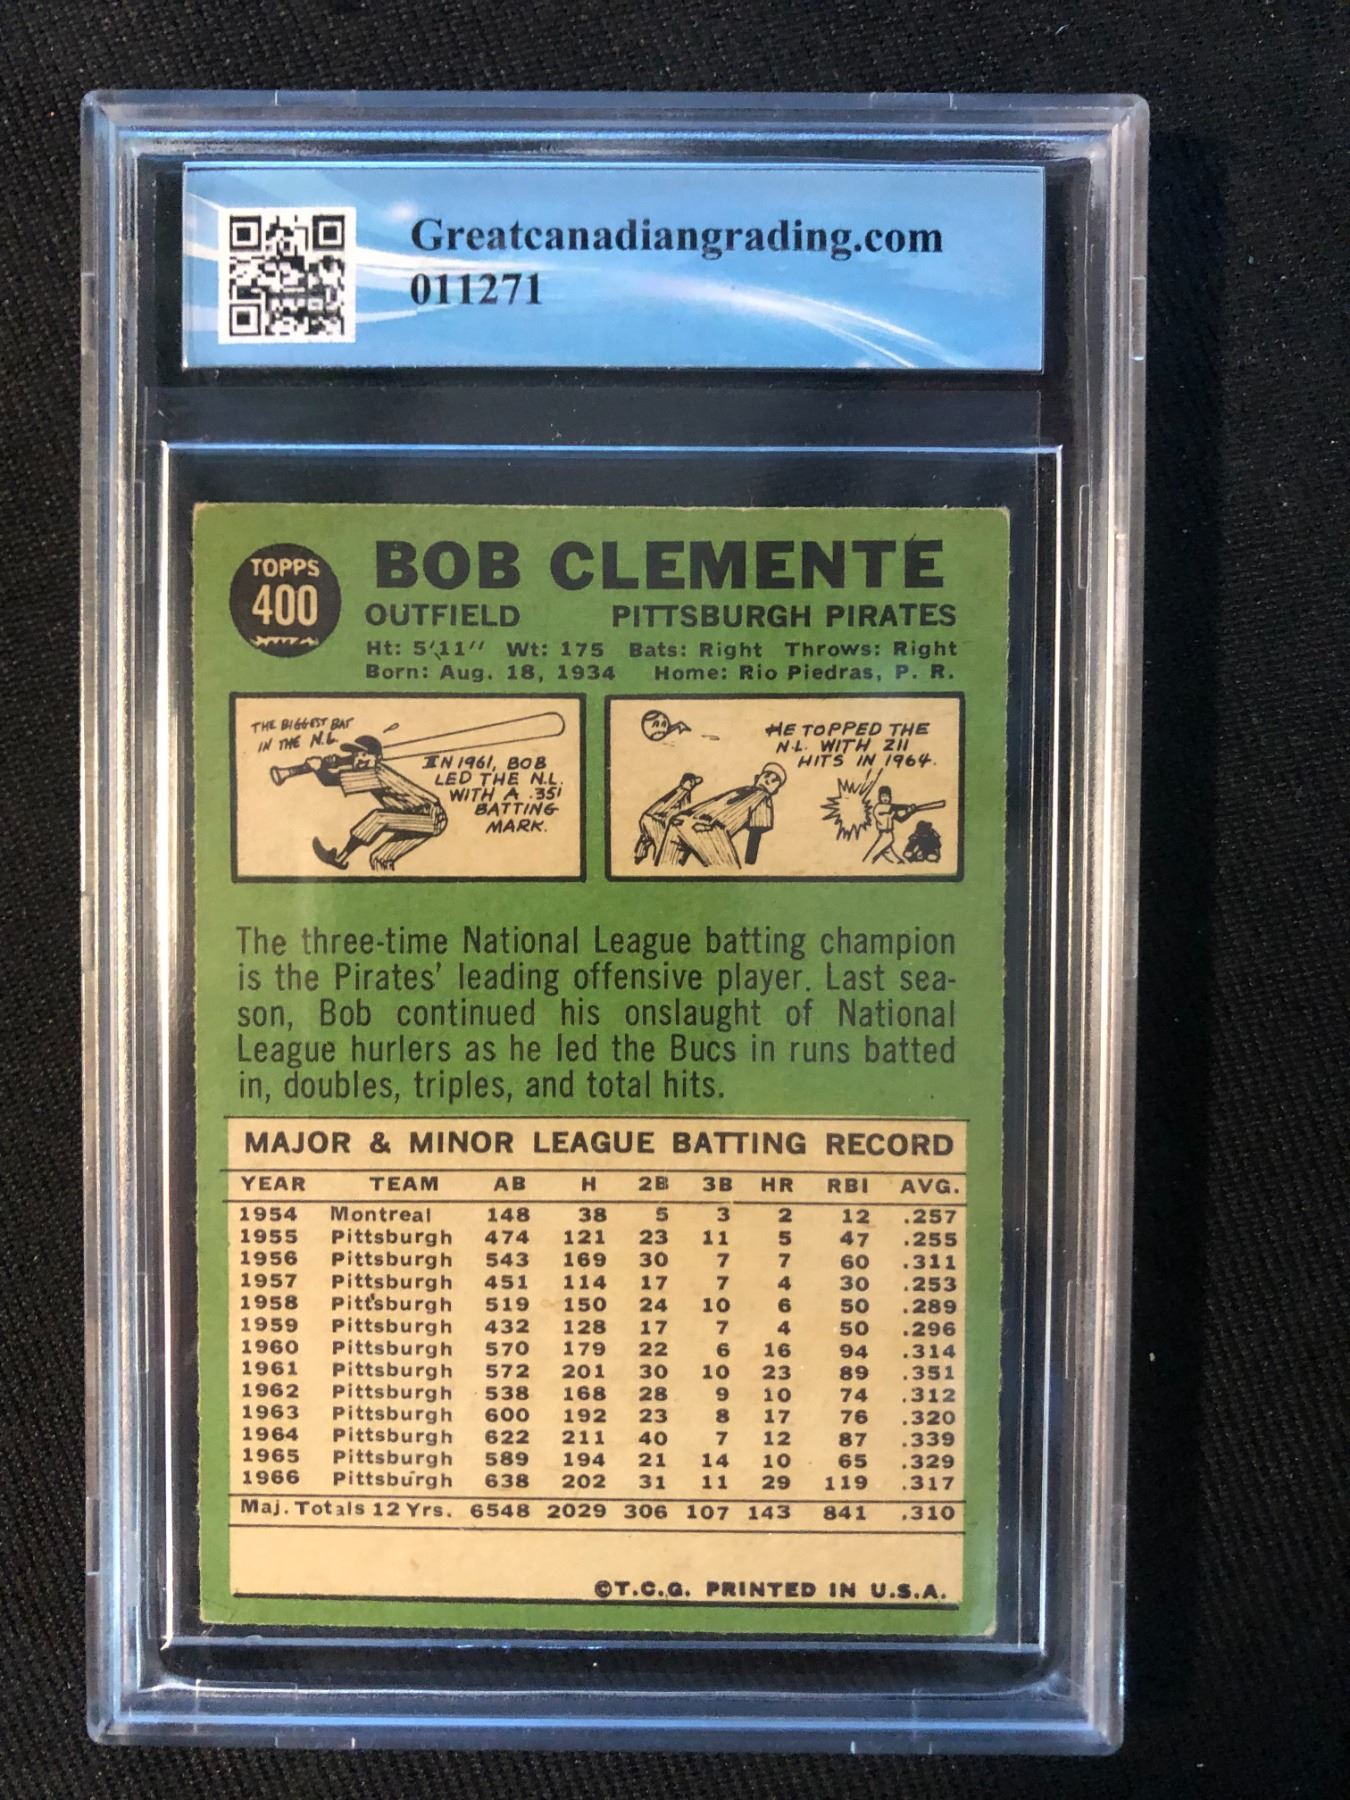 Greatcanadiangrading.com
011271
TOPPS
400
BOB CLEMENTE
OUTFIELD PITTSBURGH PIRATES
Ht: 5'11" Wt: 175 Bats: Right Throws: Right
Born: Aug. 18, 1934 Home: Rio Piedras, P. R.
THE BIGGEST BAT
IN THE N.L.
IN 1961, BOB
LED THE N.L.
WITH A .351
BATTING
MARK.
HE TOPPED THE
N.L. WITH 211
HITS IN 1964.
The three-time National League batting champion
is the Pirates' leading offensive player. Last sea-
son, Bob continued his onslaught of National
League hurlers as he led the Bucs in runs batted
in, doubles, triples, and total hits.
MAJOR & MINOR LEAGUE BATTING RECORD
YEAR TEAM AB H 2B 3B HR RBI AVG.
1954 Montreal 148 38 5 3 2 12 .257
1955 Pittsburgh 474 121 23 11 5 47 .255
1956 Pittsburgh 543 169 30 7 7 60 .311
1957 Pittsburgh 451 114 17 7 4 30 .253
1958 Pittsburgh 519 150 24 10 6 50 .289
1959 Pittsburgh 432 128 17 7 4 50 .296
1960 Pittsburgh 570 179 22 6 16 94 .314
1961 Pittsburgh 572 201 30 10 23 89 .351
1962 Pittsburgh 538 168 28 9 10 74 .312
1963 Pittsburgh 600 192 23 8 17 76 .320
1964 Pittsburgh 622 211 40 7 12 87 .339
1965 Pittsburgh 589 194 21 14 10 65 .329
1966 Pittsburgh 638 202 31 11 29 119 .317
Maj. Totals 12 Yrs. 6548 2029 306 107 143 841 .310
©T.C.G. PRINTED IN U.S.A.